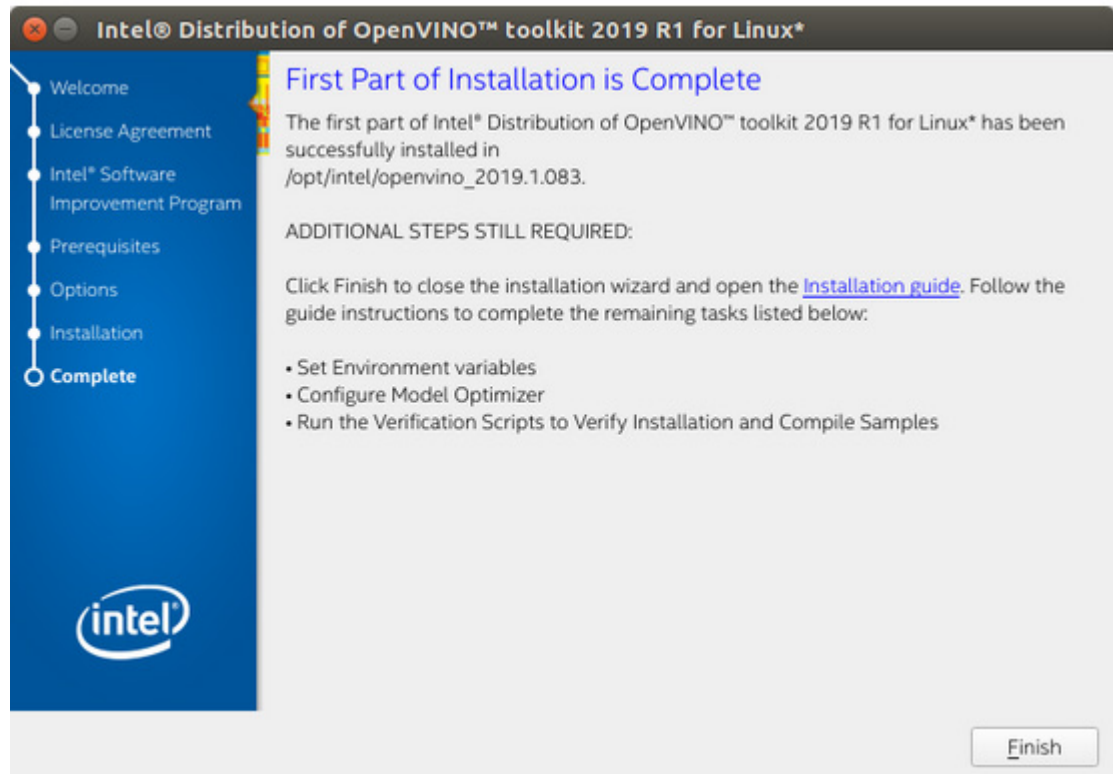 Intel® Distribution of OpenVINO™ toolkit 2019 R1 for Linux*
Welcome
License Agreement
Intel® Software
Improvement Program
Prerequisites
Options
Installation
Complete
intel®
First Part of Installation is Complete
The first part of Intel® Distribution of OpenVINO™ toolkit 2019 R1 for Linux* has been
successfully installed in
/opt/intel/openvino_2019.1.083.
ADDITIONAL STEPS STILL REQUIRED:
Click Finish to close the installation wizard and open the Installation guide. Follow the
guide instructions to complete the remaining tasks listed below:
• Set Environment variables
• Configure Model Optimizer
• Run the Verification Scripts to Verify Installation and Compile Samples
Finish